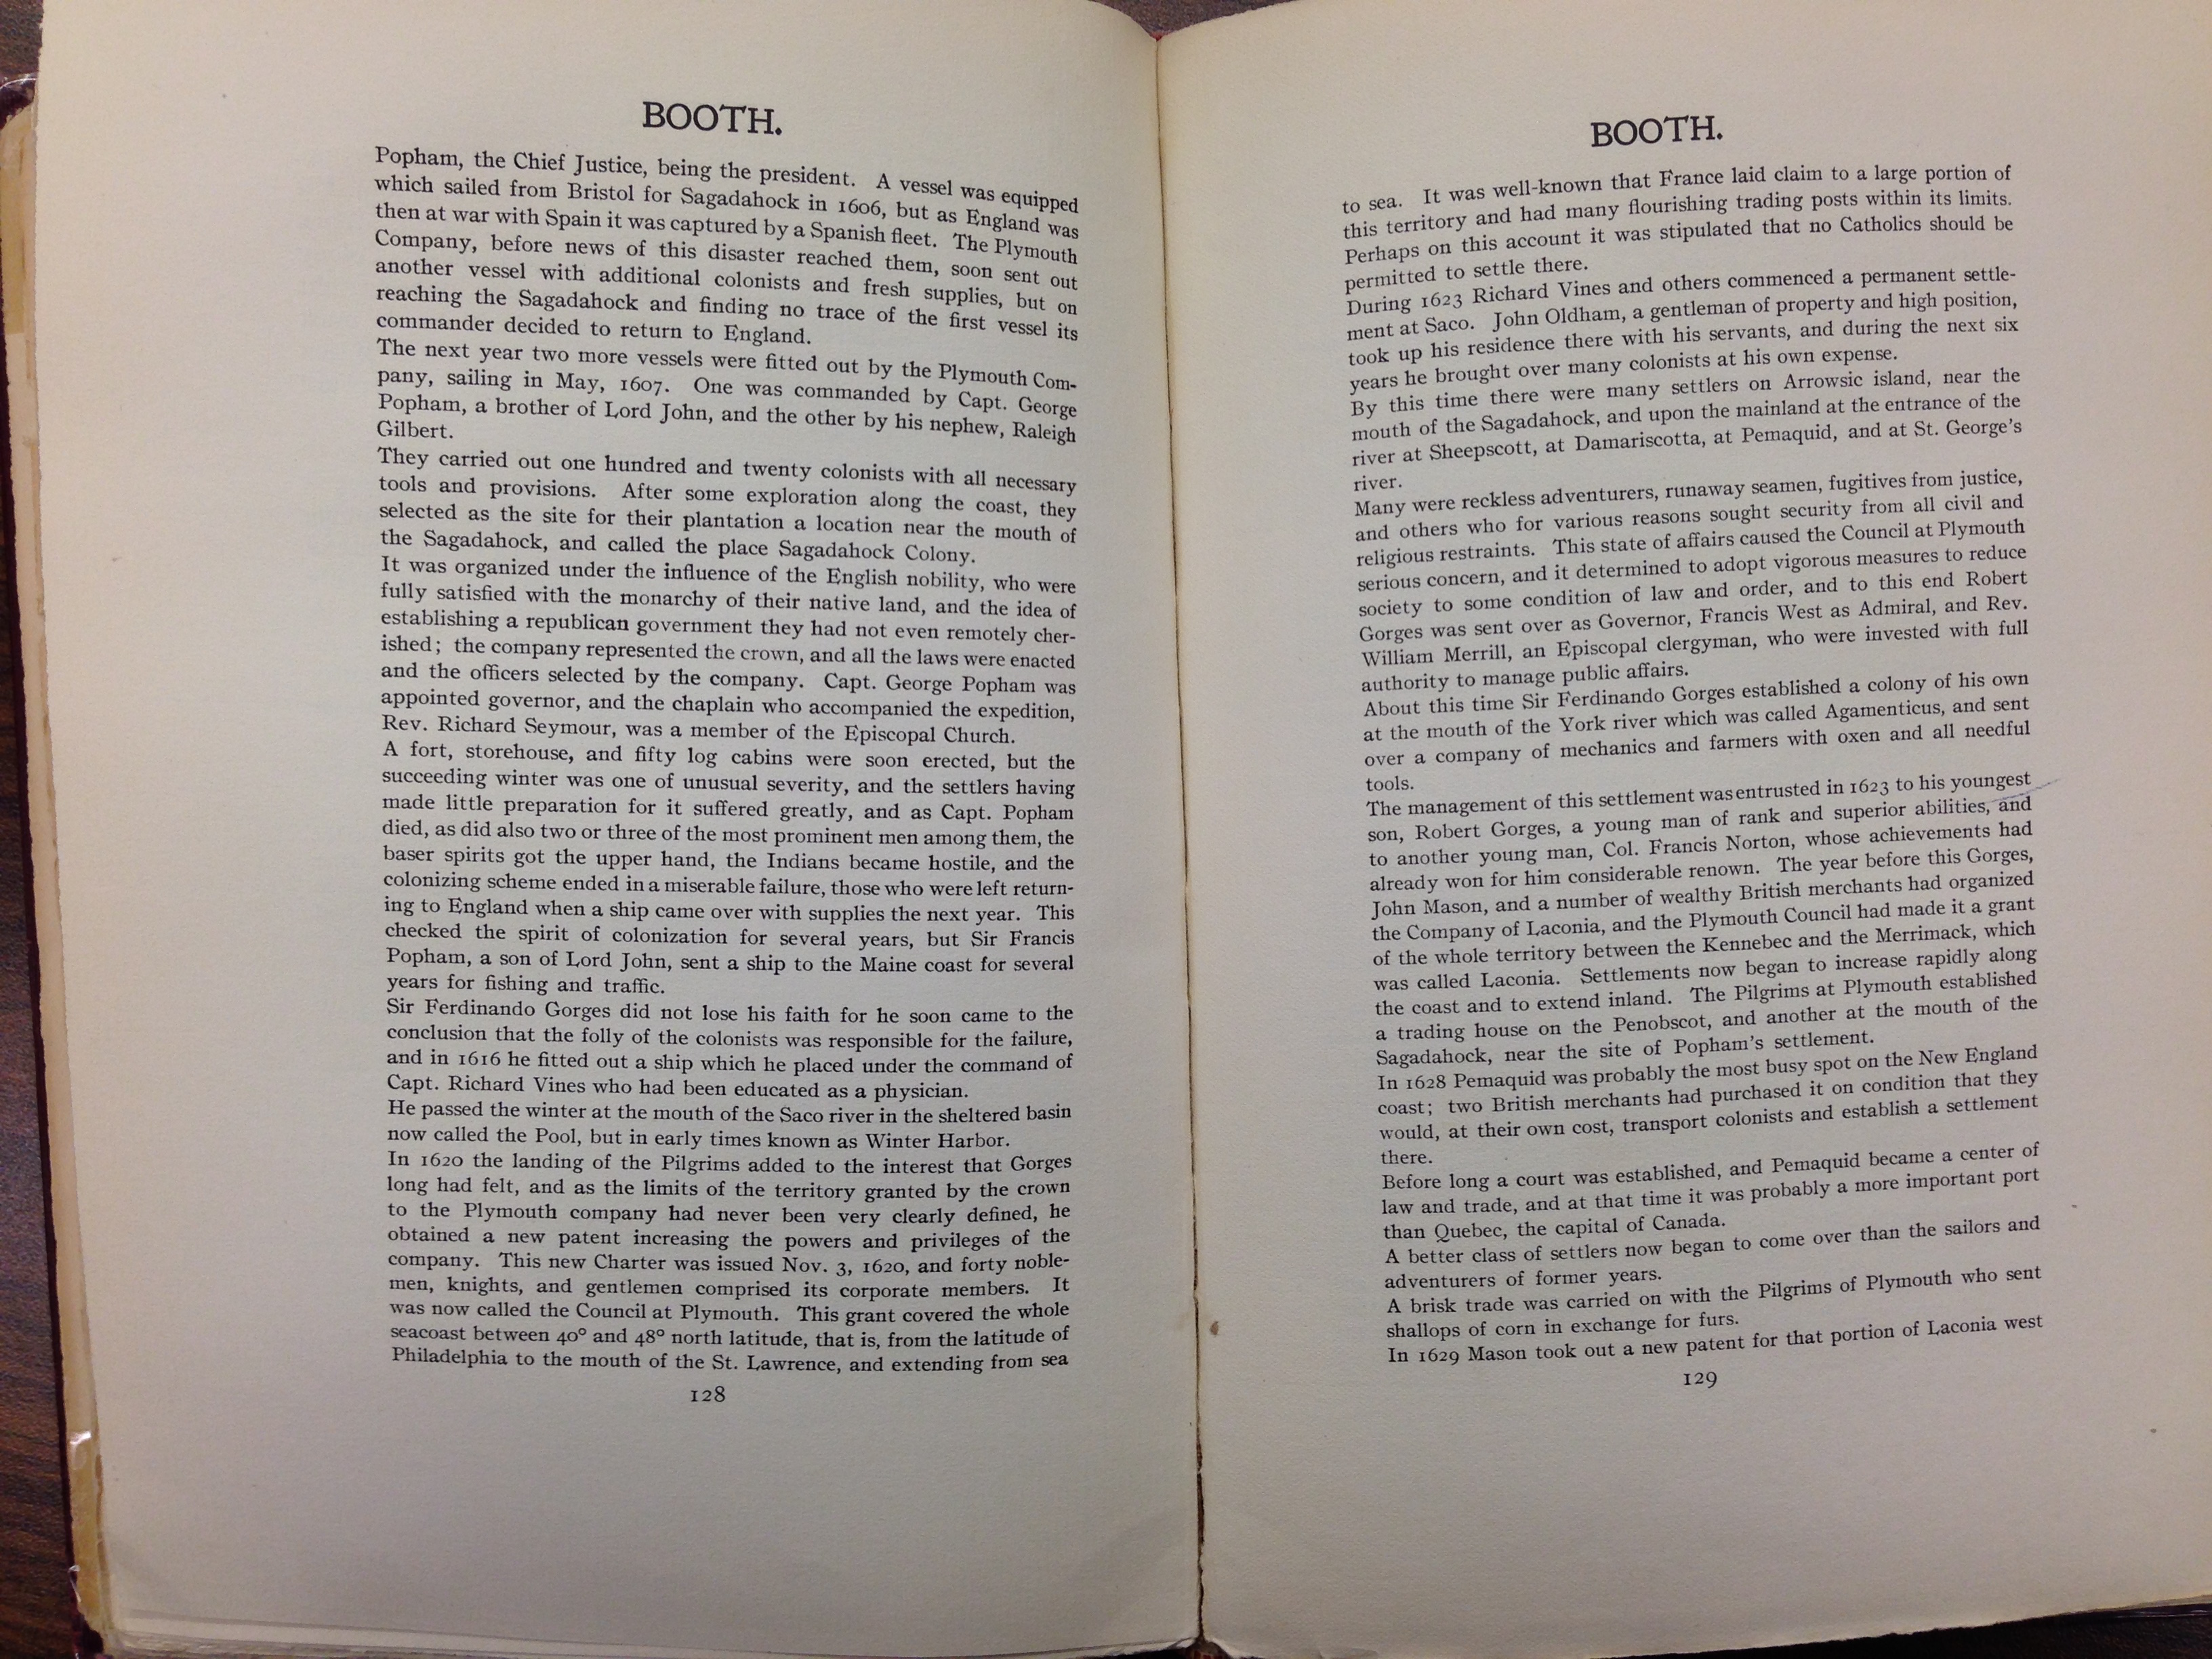 BOOTH.
Popham, the Chief Justice, being the president. A vessel was equipped
which sailed from Bristol for Sagadahock in 1606, but as England was
then at war with Spain it was captured by a Spanish fleet. The Plymouth
Company, before news of this disaster reached them, soon sent out
another vessel with additional colonists and fresh supplies, but on
reaching the Sagadahock and finding no trace of the first vessel its
commander decided to return to England.
The next year two more vessels were fitted out by the Plymouth Com-
pany, sailing in May, 1607. One was commanded by Capt. George
Popham, a brother of Lord John, and the other by his nephew, Raleigh
Gilbert.
They carried out one hundred and twenty colonists with all necessary
tools and provisions. After some exploration along the coast, they
selected as the site for their plantation a location near the mouth of
the Sagadahock, and called the place Sagadahock Colony.
It was organized under the influence of the English nobility, who were
fully satisfied with the monarchy of their native land, and the idea of
establishing a republican government they had not even remotely cher-
ished; the company represented the crown, and all the laws were enacted
and the officers selected by the company. Capt. George Popham was
appointed governor, and the chaplain who accompanied the expedition,
Rev. Richard Seymour, was a member of the Episcopal Church.
A fort, storehouse, and fifty log cabins were soon erected, but the
succeeding winter was one of unusual severity, and the settlers having
made little preparation for it suffered greatly, and as Capt. Popham
died, as did also two or three of the most prominent men among them, the
baser spirits got the upper hand, the Indians became hostile, and the
colonizing scheme ended in a miserable failure, those who were left return-
ing to England when a ship came over with supplies the next year. This
checked the spirit of colonization for several years, but Sir Francis
Popham, a son of Lord John, sent a ship to the Maine coast for several
years for fishing and traffic.
Sir Ferdinando Gorges did not lose his faith for he soon came to the
conclusion that the folly of the colonists was responsible for the failure,
and in 1616 he fitted out a ship which he placed under the command of
Capt. Richard Vines who had been educated as a physician.
He passed the winter at the mouth of the Saco river in the sheltered basin
now called the Pool, but in early times known as Winter Harbor.
In 1620 the landing of the Pilgrims added to the interest that Gorges
long had felt, and as the limits of the territory granted by the crown
to the Plymouth company had never been very clearly defined, he
obtained a new patent increasing the powers and privileges of the
company. This new Charter was issued Nov. 3, 1620, and forty noble-
men, knights, and gentlemen comprised its corporate members. It
was now called the Council at Plymouth. This grant covered the whole
seacoast between 40° and 48° north latitude, that is, from the latitude of
Philadelphia to the mouth of the St. Lawrence, and extending from sea
128
BOOTH.
to sea. It was well-known that France laid claim to a large portion of
this territory and had many flourishing trading posts within its limits.
Perhaps on this account it was stipulated that no Catholics should be
permitted to settle there.
During 1623 Richard Vines and others commenced a permanent settle-
ment at Saco. John Oldham, a gentleman of property and high position,
took up his residence there with his servants, and during the next six
years he brought over many colonists at his own expense.
By this time there were many settlers on Arrowsic island, near the
mouth of the Sagadahock, and upon the mainland at the entrance of the
river at Sheepscott, at Damariscotta, at Pemaquid, and at St. George's
river.
Many were reckless adventurers, runaway seamen, fugitives from justice,
and others who for various reasons sought security from all civil and
religious restraints. This state of affairs caused the Council at Plymouth
serious concern, and it determined to adopt vigorous measures to reduce
society to some condition of law and order, and to this end Robert
Gorges was sent over as Governor, Francis West as Admiral, and Rev.
William Merrill, an Episcopal clergyman, who were invested with full
authority to manage public affairs.
About this time Sir Ferdinando Gorges established a colony of his own
at the mouth of the York river which was called Agamenticus, and sent
over a company of mechanics and farmers with oxen and all needful
tools.
The management of this settlement was entrusted in 1623 to his youngest
son, Robert Gorges, a young man of rank and superior abilities, and
to another young man, Col. Francis Norton, whose achievements had
already won for him considerable renown. The year before this Gorges,
John Mason, and a number of wealthy British merchants had organized
the Company of Laconia, and the Plymouth Council had made it a grant
of the whole territory between the Kennebec and the Merrimack, which
was called Laconia. Settlements now began to increase rapidly along
the coast and to extend inland. The Pilgrims at Plymouth established
a trading house on the Penobscot, and another at the mouth of the
Sagadahock, near the site of Popham's settlement.
In 1628 Pemaquid was probably the most busy spot on the New England
coast; two British merchants had purchased it on condition that they
would, at their own cost, transport colonists and establish a settlement
there.
Before long a court was established, and Pemaquid became a center of
law and trade, and at that time it was probably a more important port
than Quebec, the capital of Canada.
A better class of settlers now began to come over than the sailors and
adventurers of former years.
A brisk trade was carried on with the Pilgrims of Plymouth who sent
shallops of corn in exchange for furs.
In 1629 Mason took out a new patent for that portion of Laconia west
129